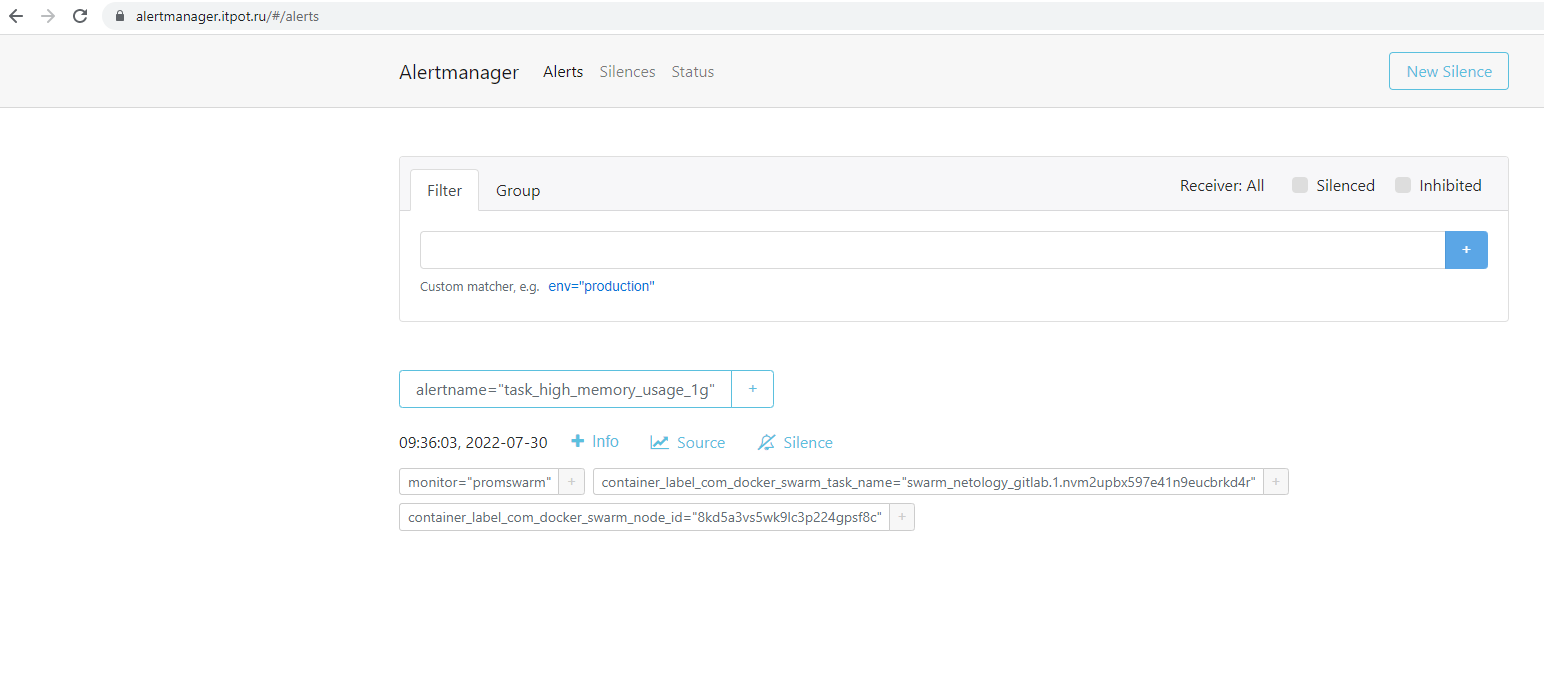 alertmanager.itpot.ru/#/alerts
Alertmanager Alerts Silences Status New Silence
Filter Group Receiver: All Silenced Inhibited
+
Custom matcher, e.g. env="production"
alertname="task_high_memory_usage_1g" +
09:36:03, 2022-07-30 + Info Source Silence
monitor="promswarm" + container_label_com_docker_swarm_task_name="swarm_netology_gitlab.1.nvm2upbx597e41n9eucbrkd4r" +
container_label_com_docker_swarm_node_id="8kd5a3vs5wk9lc3p224gpsf8c" +